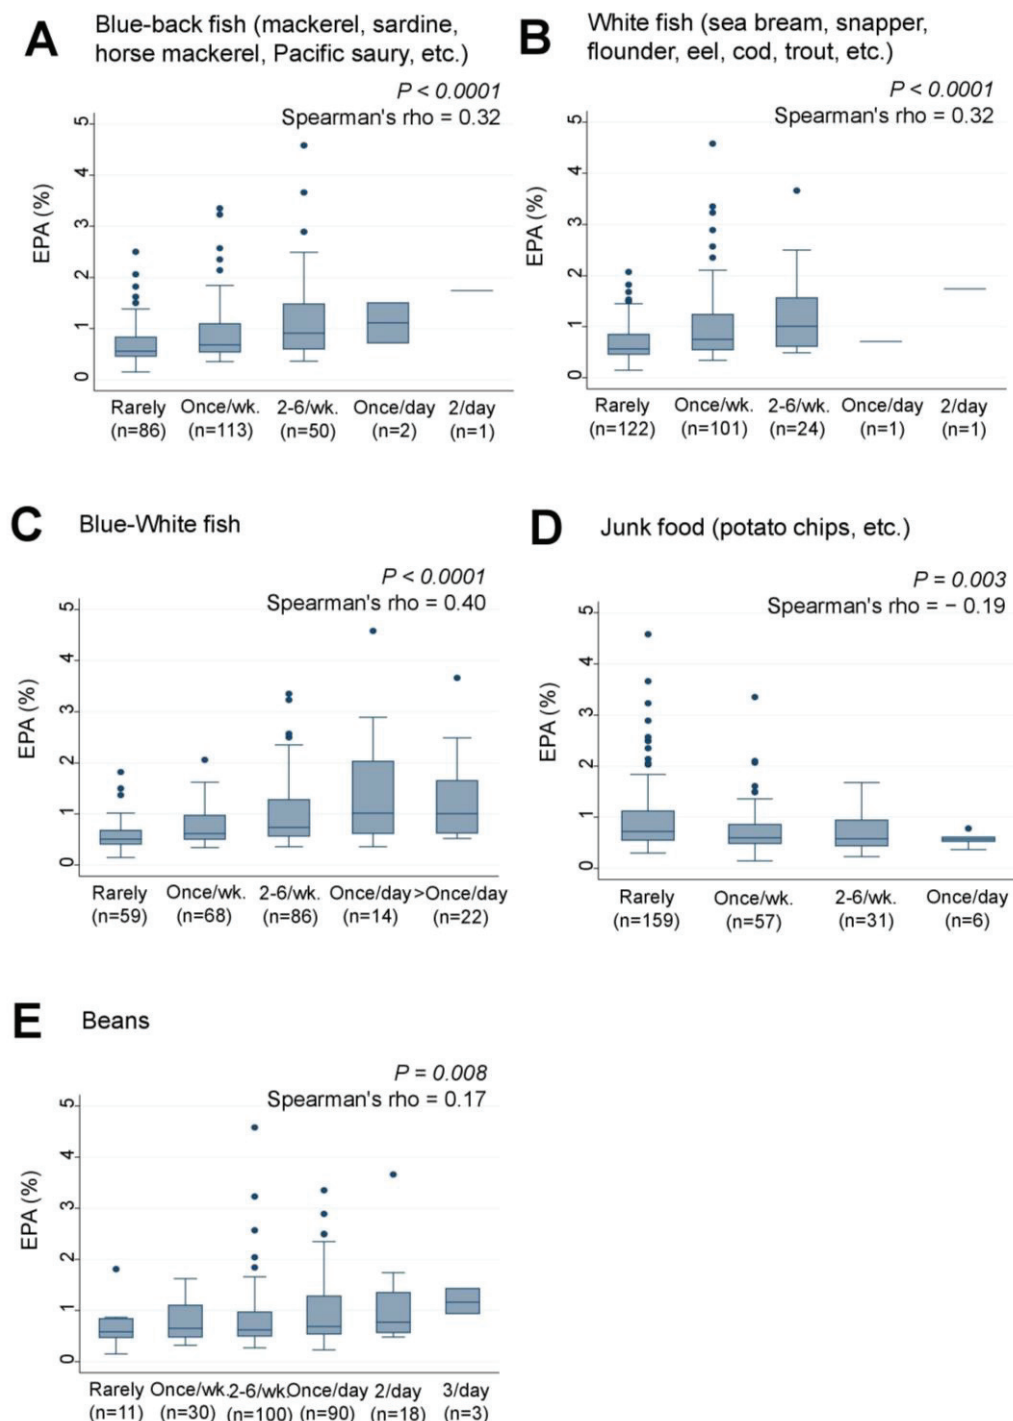 A
Blue-back fish (mackerel, sardine,
horse mackerel, Pacific saury, etc.)
P < 0.0001
Spearman's rho = 0.32
EPA (%)
5
4
3
2
1
0
Rarely Once/wk. 2-6/wk. Once/day 2/day
(n=86) (n=113) (n=50) (n=2) (n=1)
B
White fish (sea bream, snapper,
flounder, eel, cod, trout, etc.)
P < 0.0001
Spearman's rho = 0.32
EPA (%)
5
4
3
2
1
0
Rarely Once/wk. 2-6/wk. Once/day 2/day
(n=122) (n=101) (n=24) (n=1) (n=1)
C
Blue-White fish
P < 0.0001
Spearman's rho = 0.40
EPA (%)
5
4
3
2
1
0
Rarely Once/wk. 2-6/wk. Once/day >Once/day
(n=59) (n=68) (n=86) (n=14) (n=22)
D
Junk food (potato chips, etc.)
P = 0.003
Spearman's rho = − 0.19
EPA (%)
5
4
3
2
1
0
Rarely Once/wk. 2-6/wk. Once/day
(n=159) (n=57) (n=31) (n=6)
E
Beans
P = 0.008
Spearman's rho = 0.17
EPA (%)
5
4
3
2
1
0
Rarely Once/wk. 2-6/wk. Once/day 2/day 3/day
(n=11) (n=30) (n=100) (n=90) (n=18) (n=3)